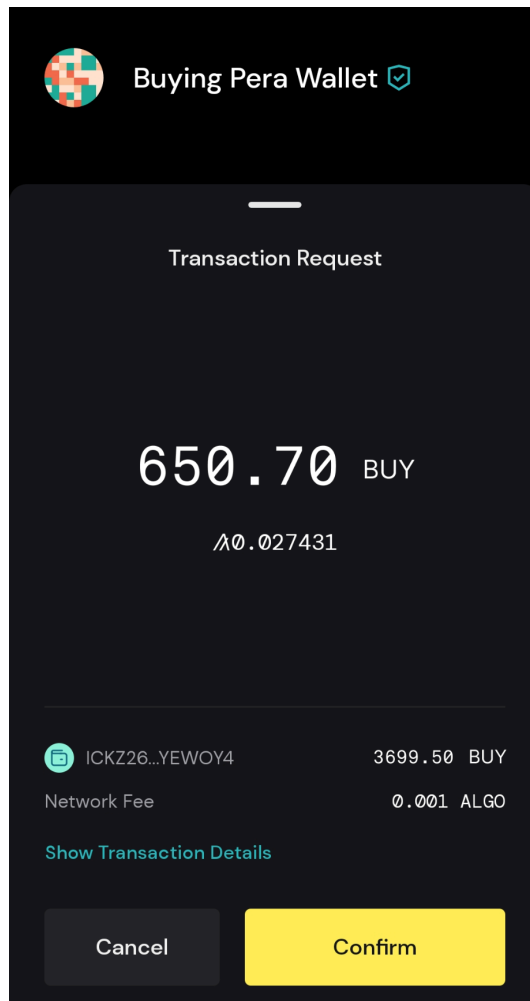 Buying Pera Wallet
Transaction Request
650.70 BUY
Ⱥ0.027431
ICKZ26...YEWOY4 3699.50 BUY
Network Fee 0.001 ALGO
Show Transaction Details
Cancel Confirm